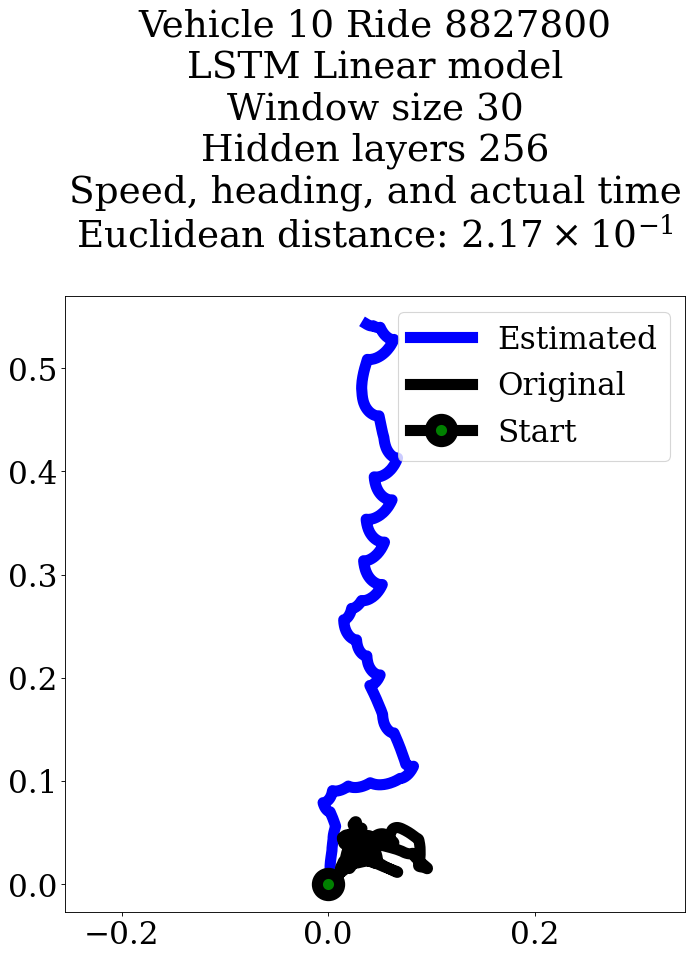 Vehicle 10 Ride 8827800
LSTM Linear model
Window size 30
Hidden layers 256
Speed, heading, and actual time
Euclidean distance: 2.17 × 10⁻¹
Estimated
Original
Start
0.5
0.4
0.3
0.2
0.1
0.0
−0.2 0.0 0.2